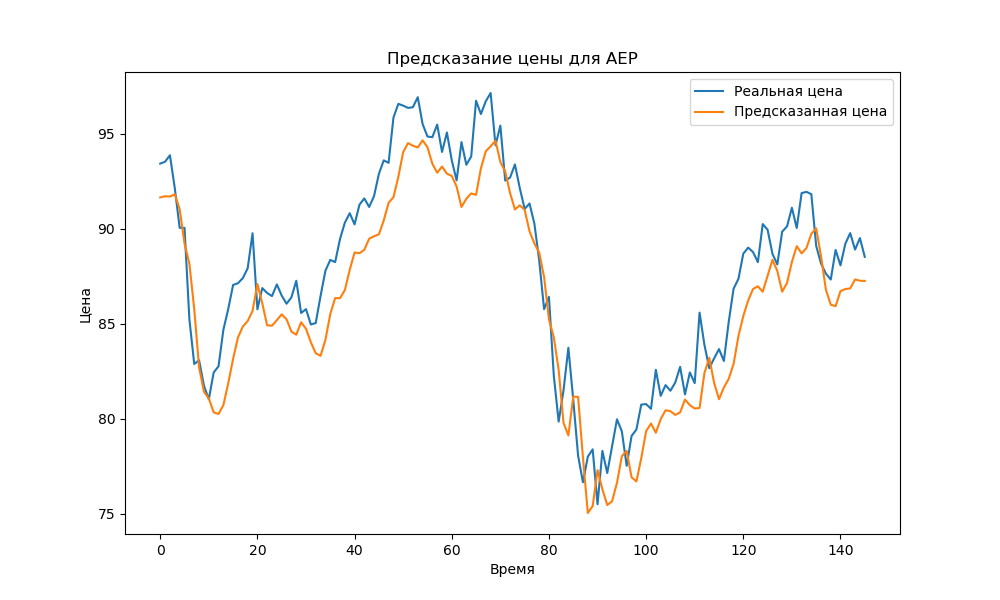 Предсказание цены для AEP
Реальная цена
Предсказанная цена
Цена
95
90
85
80
75
0 20 40 60 80 100 120 140
Время